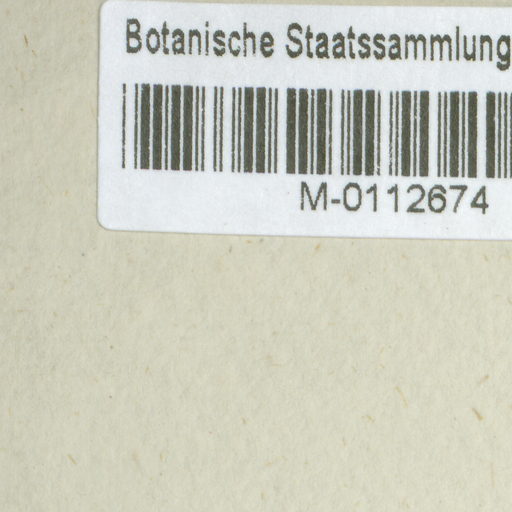 Botanische Staatssammlung
M-0112674